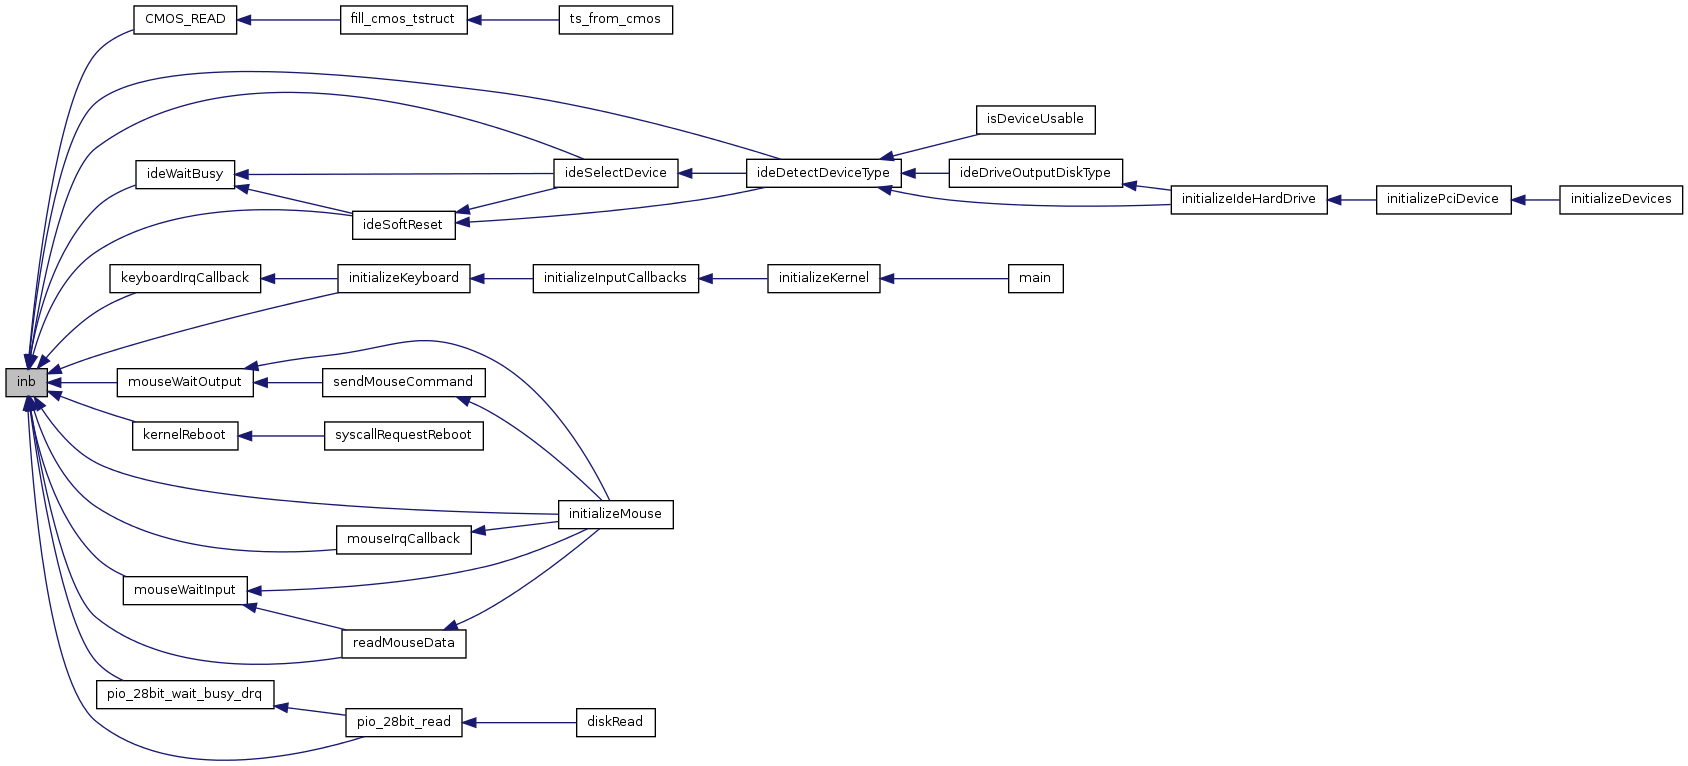 CMOS_READ
fill_cmos_tstruct
ts_from_cmos
isDeviceUsable
ideWaitBusy
ideSelectDevice
ideDetectDeviceType
ideDriveOutputDiskType
initializeIdeHardDrive
initializePciDevice
initializeDevices
ideSoftReset
keyboardIrqCallback
initializeKeyboard
initializeInputCallbacks
initializeKernel
main
inb
mouseWaitOutput
sendMouseCommand
kernelReboot
syscallRequestReboot
initializeMouse
mouseIrqCallback
mouseWaitInput
readMouseData
pio_28bit_wait_busy_drq
pio_28bit_read
diskRead